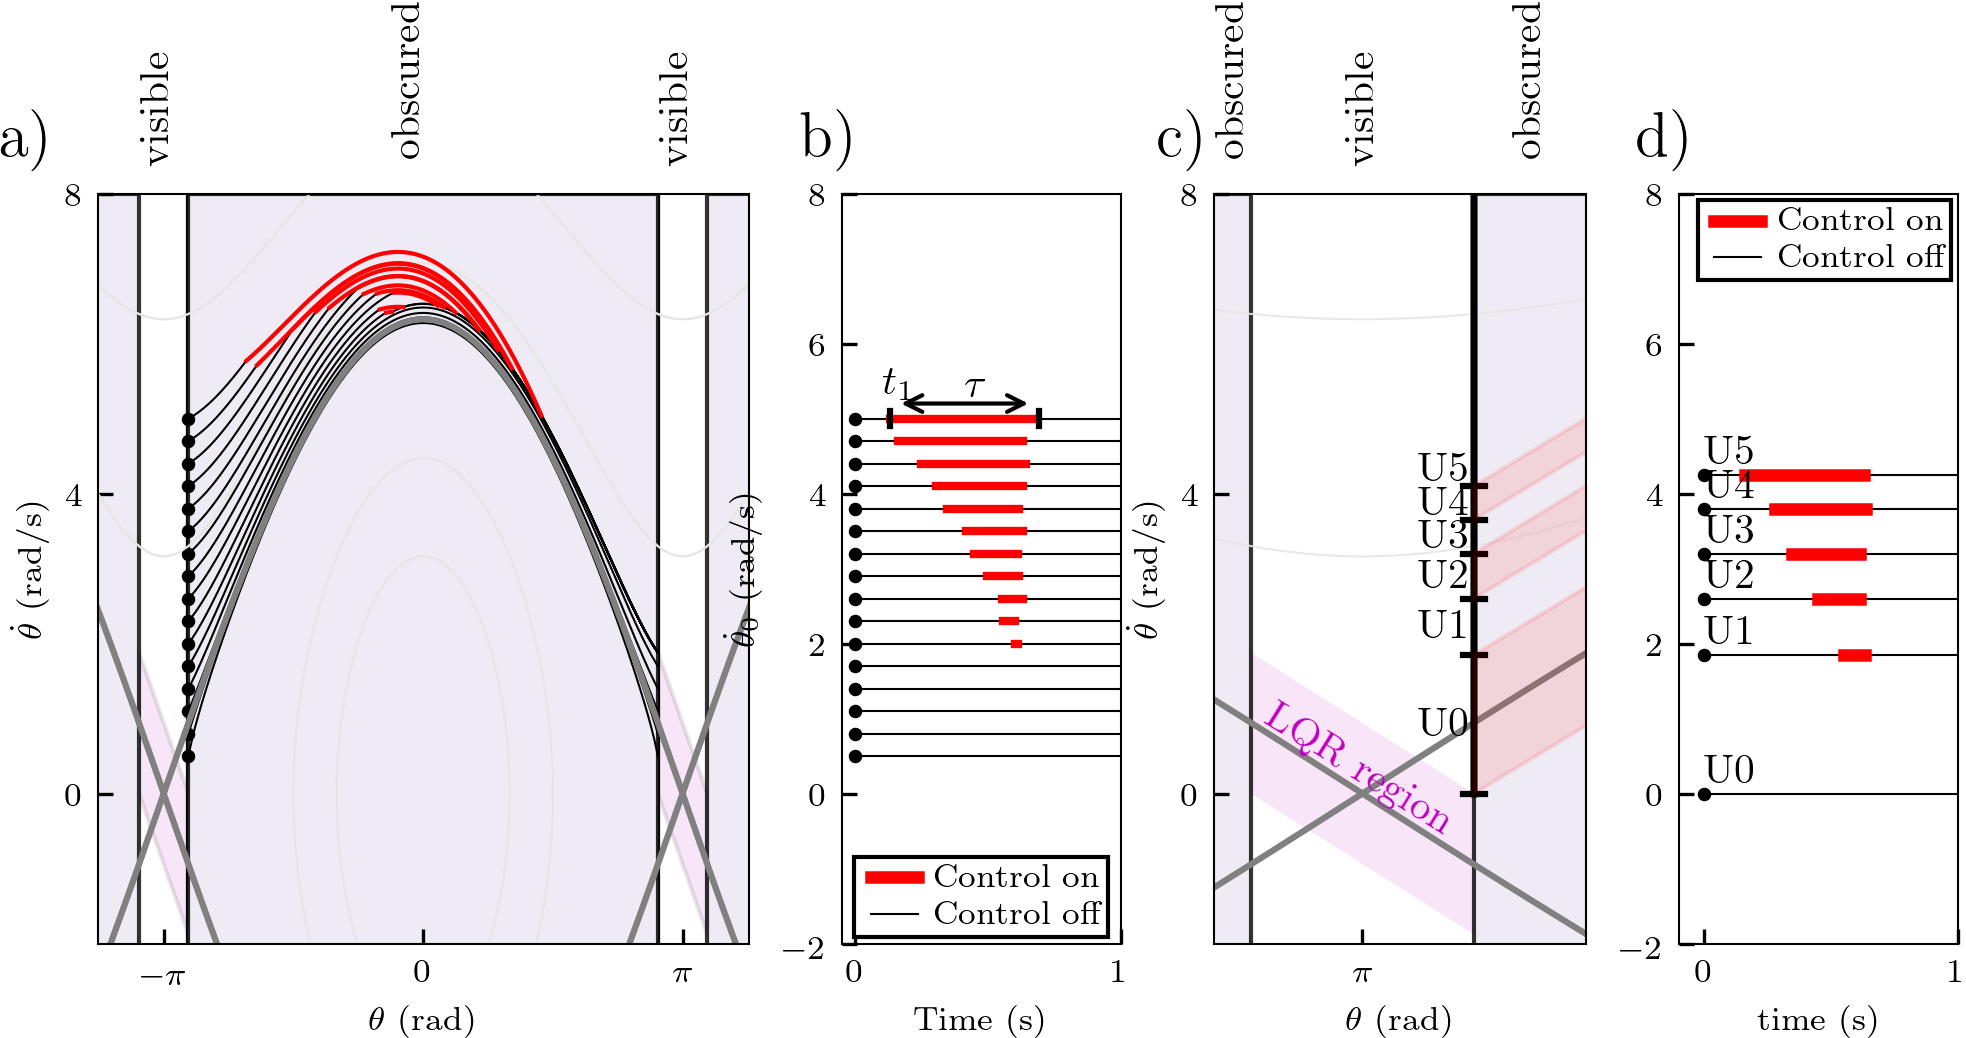 a)
visible
obscured
visible
8
4
0
θ̇ (rad/s)
−π
0
π
θ (rad)
b)
8
6
4
2
0
−2
θ̇₀ (rad/s)
t₁
τ
Control on
Control off
0
1
Time (s)
c)
obscured
visible
obscured
8
4
0
θ̇ (rad/s)
U5
U4
U3
U2
U1
U0
LQR region
π
θ (rad)
d)
8
6
4
2
0
−2
Control on
Control off
U5
U4
U3
U2
U1
U0
0
1
time (s)